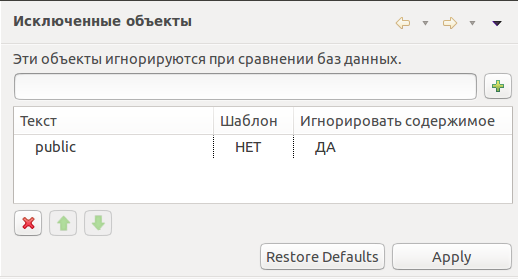 Исключенные объекты
Эти объекты игнорируются при сравнении баз данных.
Текст Шаблон Игнорировать содержимое
public НЕТ ДА
Restore Defaults Apply